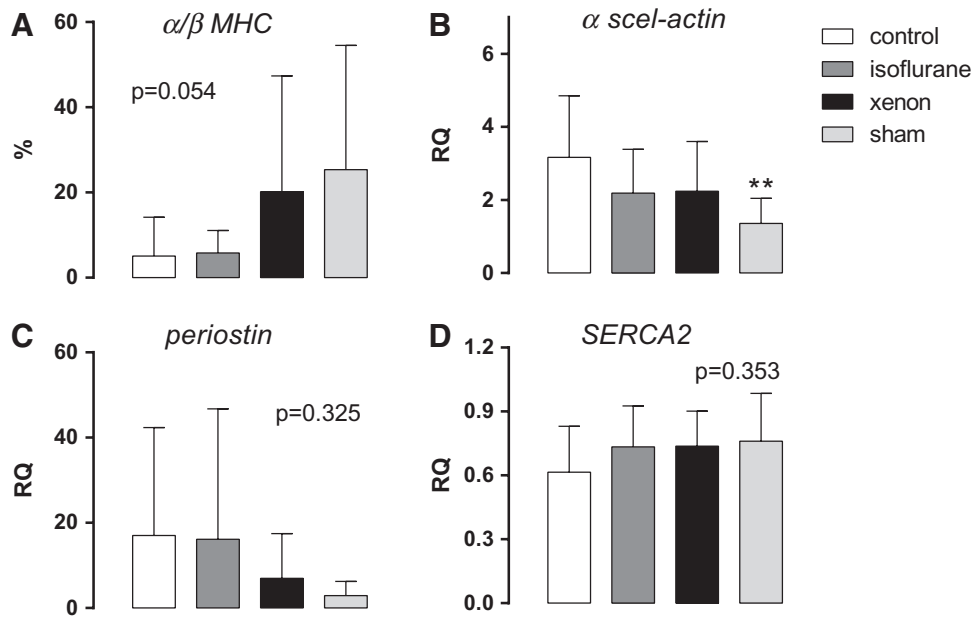 A
α/β MHC
60
40
20
0
%
p=0.054
B
α scel-actin
6
4
2
0
RQ
**
control
isoflurane
xenon
sham
C
periostin
60
40
20
0
RQ
p=0.325
D
SERCA2
1.2
0.9
0.6
0.3
0.0
RQ
p=0.353